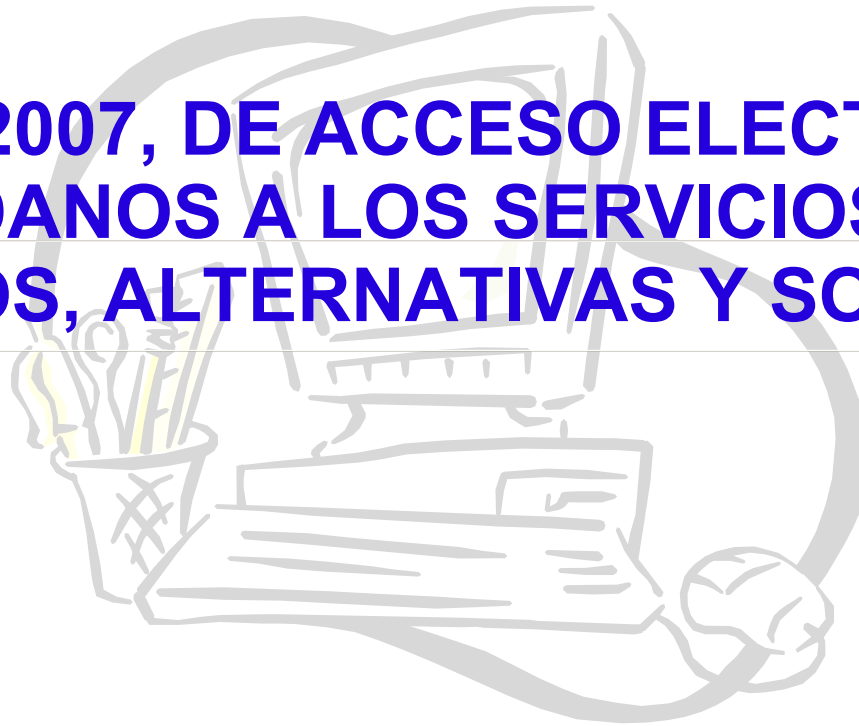 2007, DE ACCESO ELECT
DANOS A LOS SERVICIOS
OS, ALTERNATIVAS Y SO